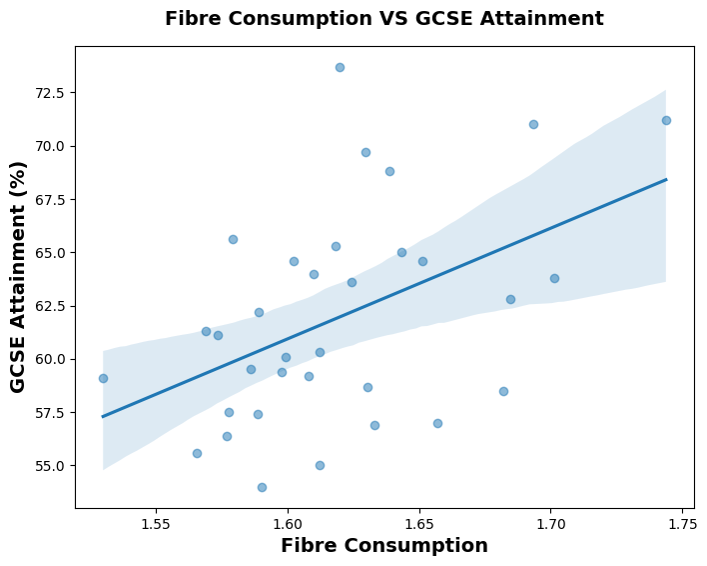 Fibre Consumption VS GCSE Attainment
GCSE Attainment (%)
72.5
70.0
67.5
65.0
62.5
60.0
57.5
55.0
1.55 1.60 1.65 1.70 1.75
Fibre Consumption